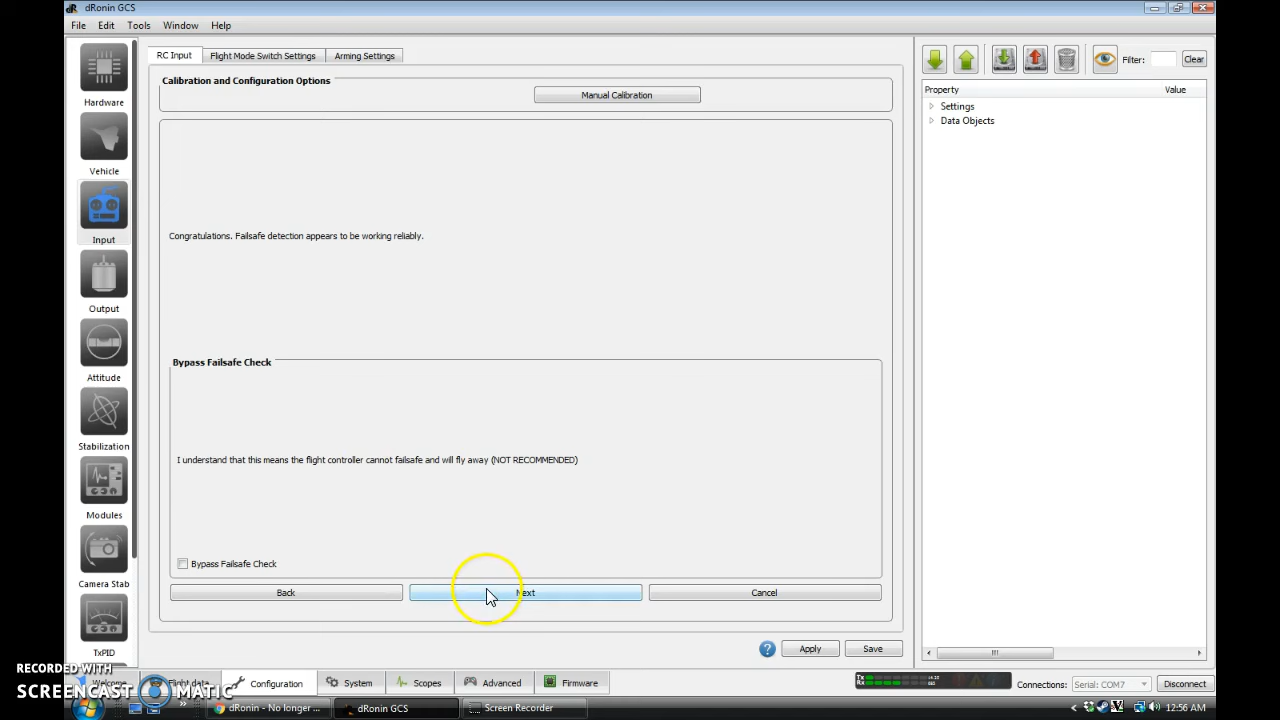 dRonin GCS
File Edit Tools Window Help
RC Input Flight Mode Switch Settings Arming Settings
Calibration and Configuration Options
Manual Calibration
Congratulations. Failsafe detection appears to be working reliably.
Bypass Failsafe Check
I understand that this means the flight controller cannot failsafe and will fly away (NOT RECOMMENDED)
Bypass Failsafe Check
Back Next Cancel
Apply Save
Hardware
Vehicle
Input
Output
Attitude
Stabilization
Modules
Camera Stab
TxPID
Filter: Clear
Property Value
Settings
Data Objects
Welcome Flight data Configuration System Scopes Advanced Firmware
Tx
Rx
Connections: Serial: COM7 Disconnect
RECORDED WITH
SCREENCAST MATIC
dRonin - No longer ... dRonin GCS Screen Recorder
12:56 AM